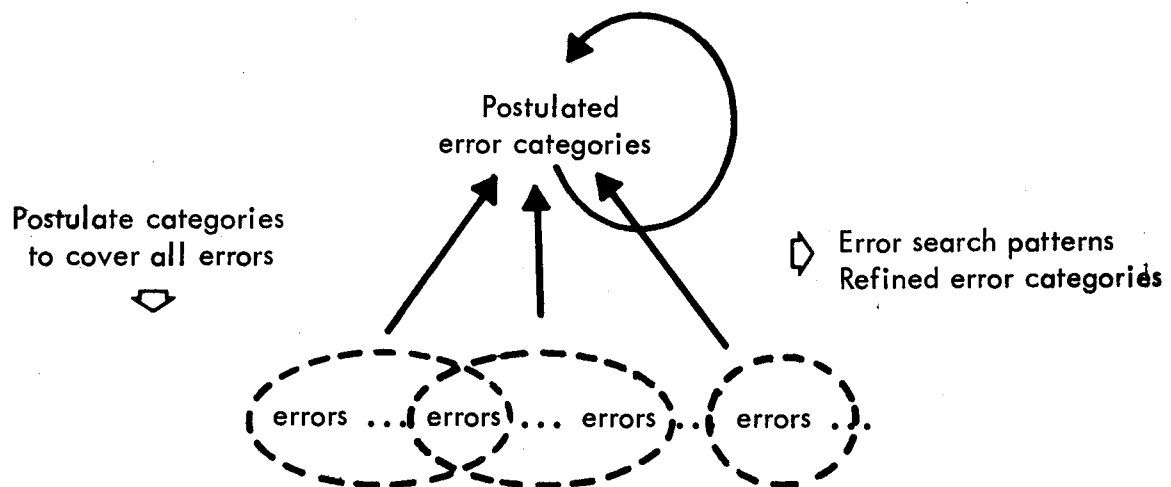 Postulated
error categories
Postulate categories
to cover all errors
Error search patterns
Refined error categories
errors ... errors ... errors ... errors ...